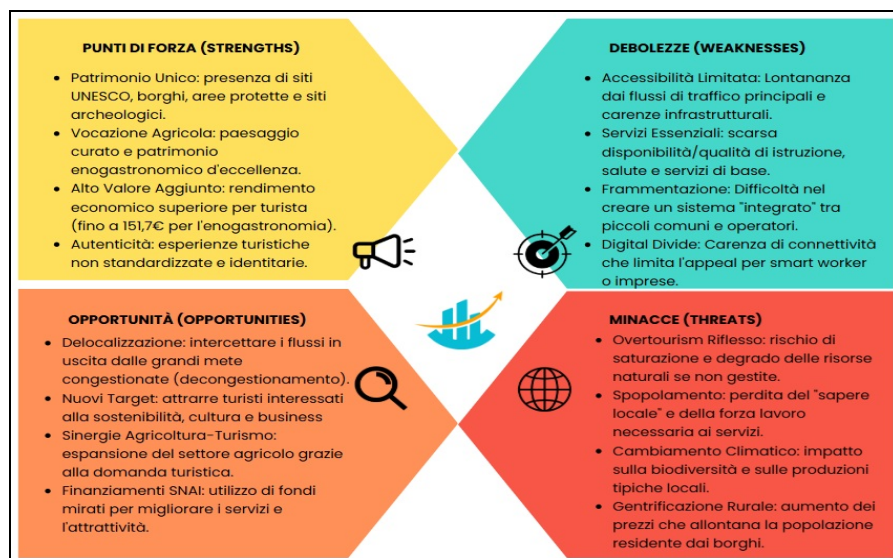 PUNTI DI FORZA (STRENGTHS)
• Patrimonio Unico: presenza di siti
UNESCO, borghi, aree protette e siti
archeologici.
• Vocazione Agricola: paesaggio
curato e patrimonio
enogastronomico d'eccellenza.
• Alto Valore Aggiunto: rendimento
economico superiore per turista
(fino a 151,7€ per l'enogastronomia).
• Autenticità: esperienze turistiche
non standardizzate e identitarie.
DEBOLEZZE (WEAKNESSES)
• Accessibilità Limitata: Lontananza
dai flussi di traffico principali e
carenze infrastrutturali.
• Servizi Essenziali: scarsa
disponibilità/qualità di istruzione,
salute e servizi di base.
• Frammentazione: Difficoltà nel
creare un sistema "integrato" tra
piccoli comuni e operatori.
• Digital Divide: Carenza di connettività
che limita l'appeal per smart worker
o imprese.
OPPORTUNITÀ (OPPORTUNITIES)
• Delocalizzazione: intercettare i flussi in
uscita dalle grandi mete
congestionate (decongestionamento).
• Nuovi Target: attrarre turisti interessati
alla sostenibilità, cultura e business
• Sinergie Agricoltura-Turismo:
espansione del settore agricolo grazie
alla domanda turistica.
• Finanziamenti SNAI: utilizzo di fondi
mirati per migliorare i servizi e
l'attrattività.
MINACCE (THREATS)
• Overtourism Riflesso: rischio di
saturazione e degrado delle risorse
naturali se non gestite.
• Spopolamento: perdita del "sapere
locale" e della forza lavoro
necessaria ai servizi.
• Cambiamento Climatico: impatto
sulla biodiversità e sulle produzioni
tipiche locali.
• Gentrificazione Rurale: aumento dei
prezzi che allontana la popolazione
residente dai borghi.